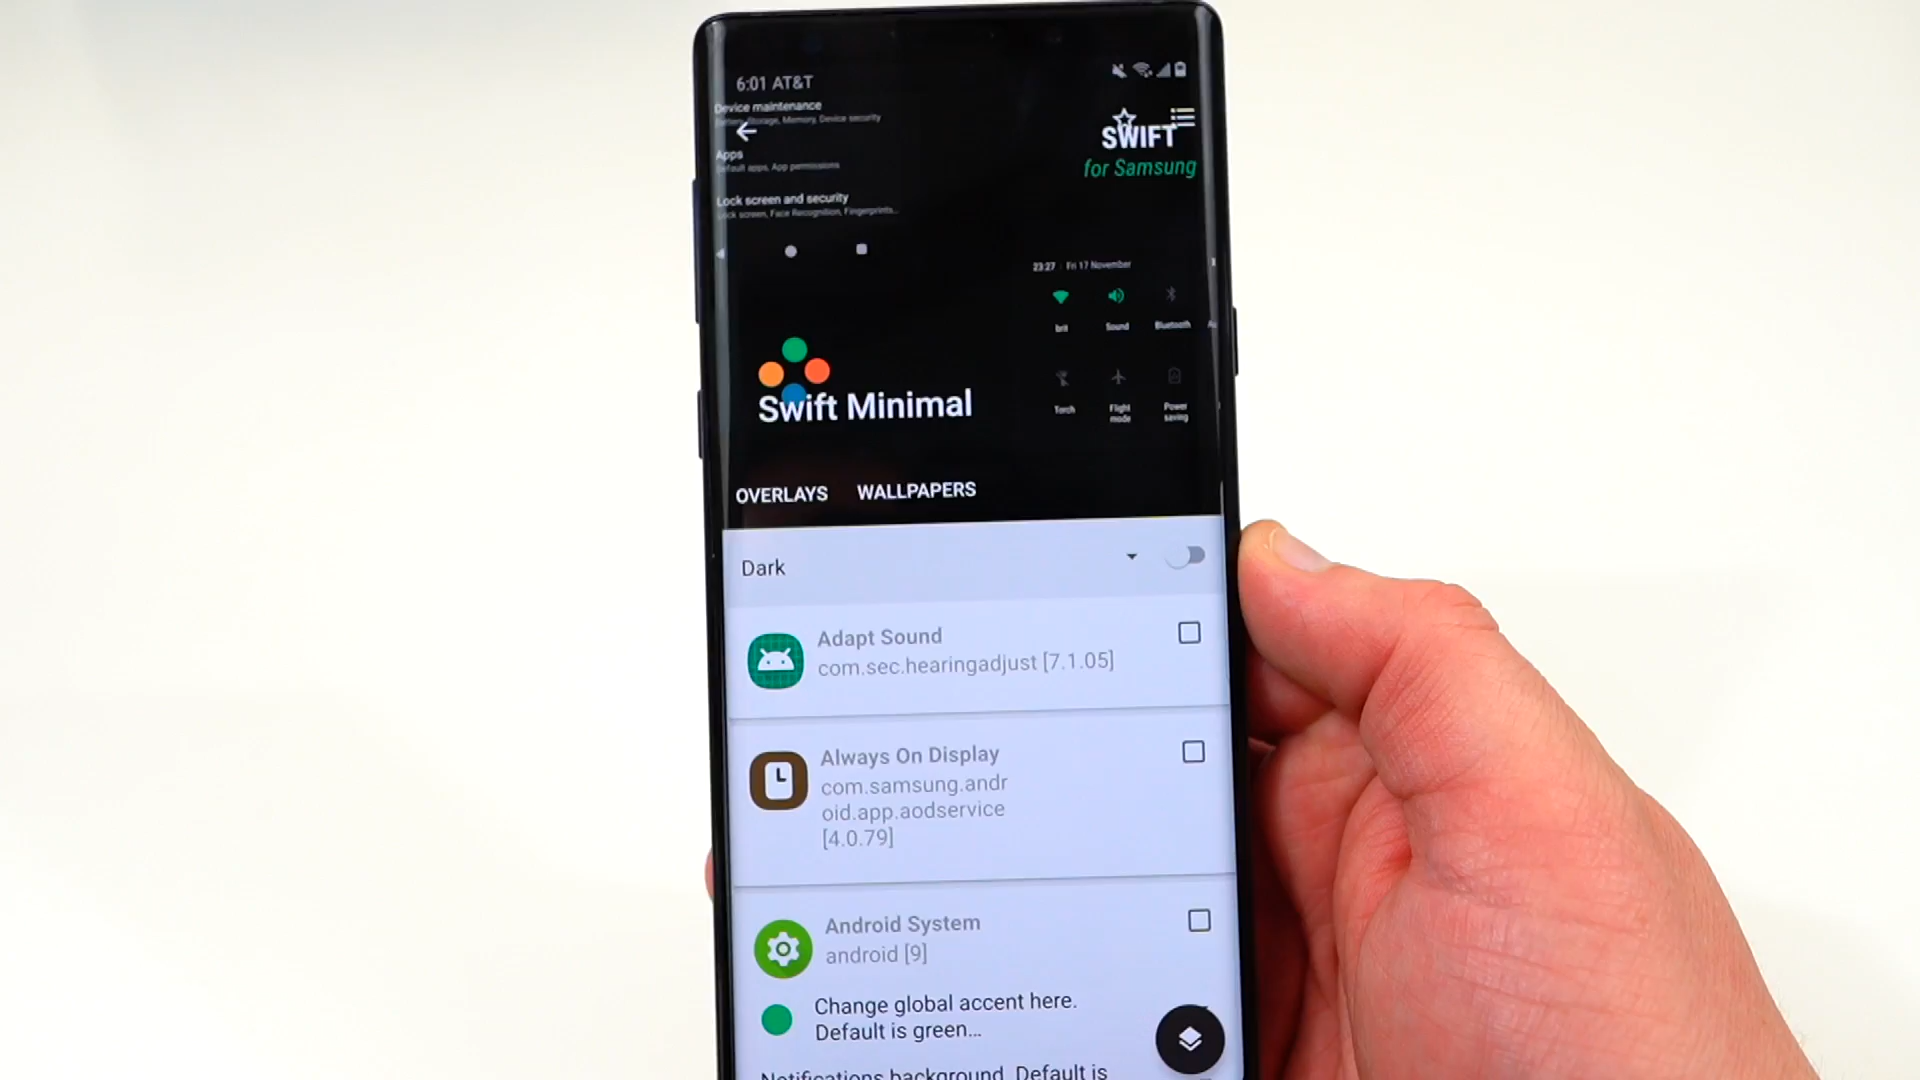 6:01 AT&T
Device maintenance
Battery, Storage, Memory, Device security
Apps
Default apps, App permissions
SWIFT
for Samsung
Lock screen and security
Lock screen, Face Recognition, Fingerprints...
23:27 Fri 17 November
brit Sound Bluetooth
Torch Flight mode Power saving
Swift Minimal
OVERLAYS WALLPAPERS
Dark
Adapt Sound
com.sec.hearingadjust [7.1.05]
Always On Display
com.samsung.andr
oid.app.aodservice
[4.0.79]
Android System
android [9]
Change global accent here.
Default is green...
Notifications background. Default is